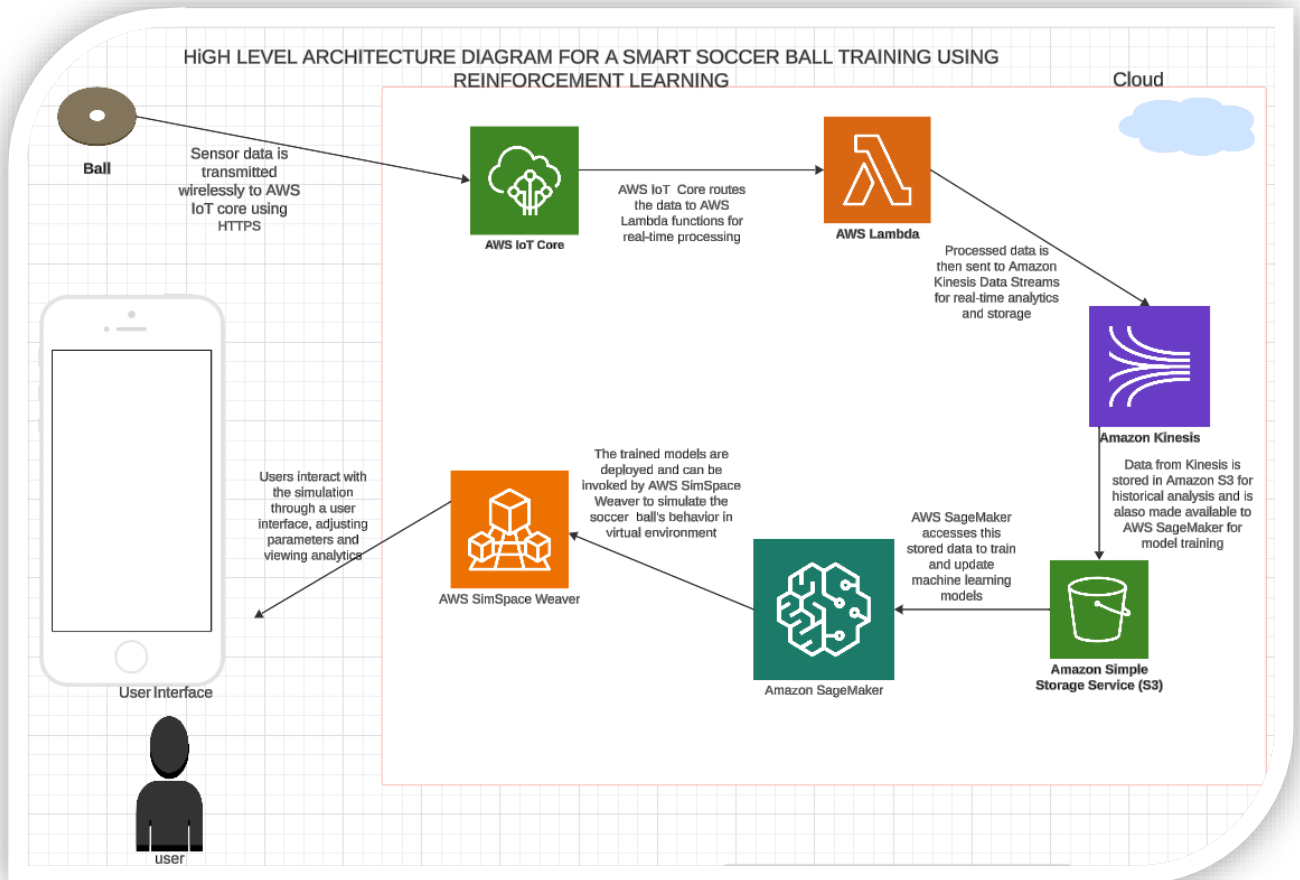 HiGH LEVEL ARCHITECTURE DIAGRAM FOR A SMART SOCCER BALL TRAINING USING
REINFORCEMENT LEARNING
Cloud
Ball
Sensor data is
transmitted
wirelessly to AWS
IoT core using
HTTPS
AWS IoT Core
AWS IoT Core routes
the data to AWS
Lambda functions for
real-time processing
AWS Lambda
Processed data is
then sent to Amazon
Kinesis Data Streams
for real-time analytics
and storage
Amazon Kinesis
Data from Kinesis is
stored in Amazon S3 for
historical analysis and is
alaso made available to
AWS SageMaker for
model training
Amazon Simple
Storage Service (S3)
AWS SageMaker
accesses this
stored data to train
and update
machine learning
models
Amazon SageMaker
The trained models are
deployed and can be
invoked by AWS SimSpace
Weaver to simulate the
soccer ball's behavior in
virtual environment
AWS SimSpace Weaver
Users interact with
the simulation
through a user
interface, adjusting
parameters and
viewing analytics
User Interface
user